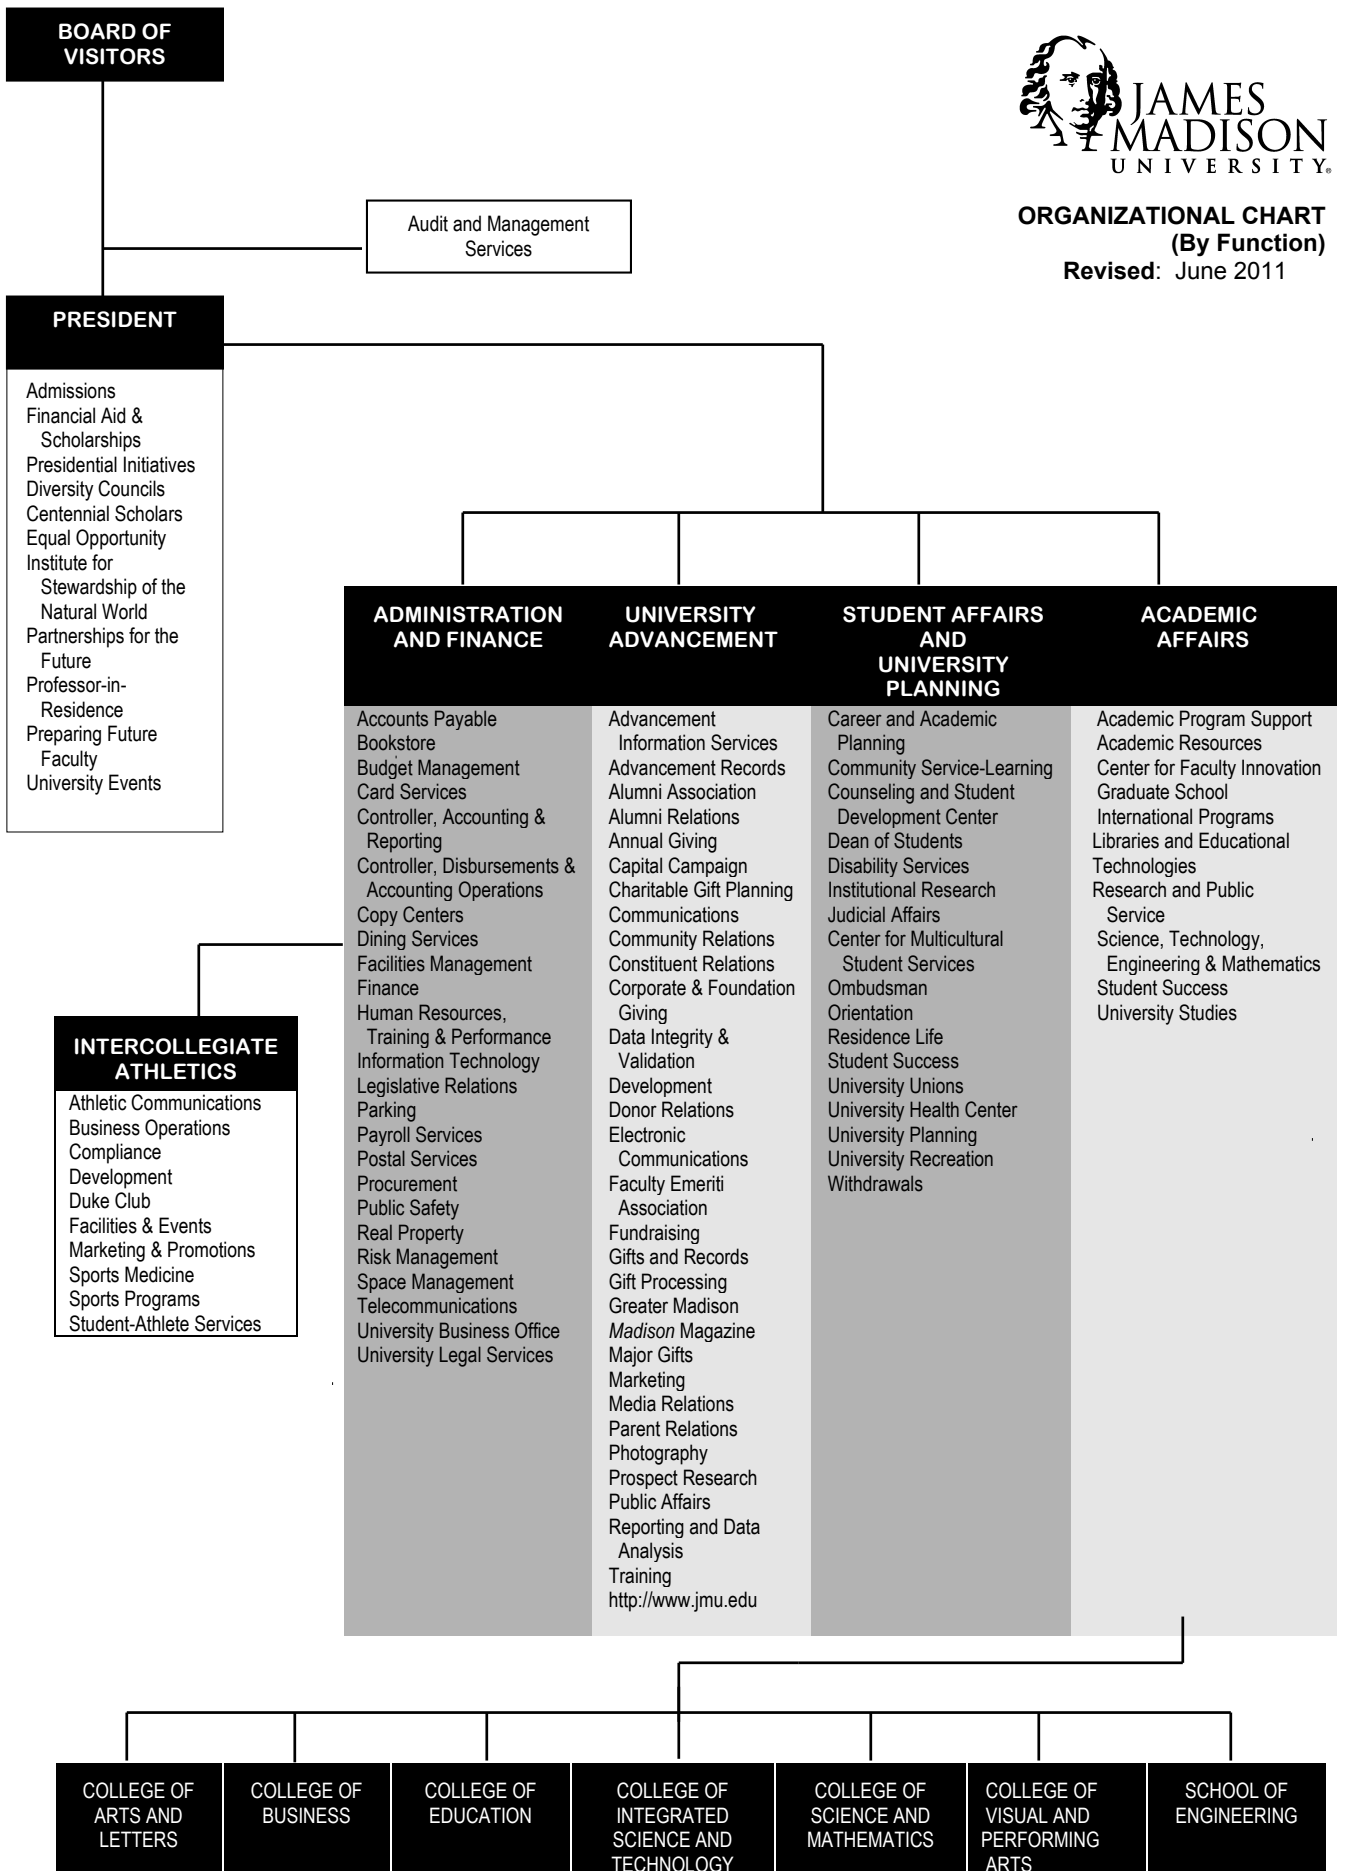 BOARD OF
VISITORS
JAMES
MADISON
UNIVERSITY®
ORGANIZATIONAL CHART
(By Function)
Revised: June 2011
Audit and Management
Services
PRESIDENT
Admissions
Financial Aid &
Scholarships
Presidential Initiatives
Diversity Councils
Centennial Scholars
Equal Opportunity
Institute for
Stewardship of the
Natural World
Partnerships for the
Future
Professor-in-
Residence
Preparing Future
Faculty
University Events
ADMINISTRATION
AND FINANCE
Accounts Payable
Bookstore
Budget Management
Card Services
Controller, Accounting &
Reporting
Controller, Disbursements &
Accounting Operations
Copy Centers
Dining Services
Facilities Management
Finance
Human Resources,
Training & Performance
Information Technology
Legislative Relations
Parking
Payroll Services
Postal Services
Procurement
Public Safety
Real Property
Risk Management
Space Management
Telecommunications
University Business Office
University Legal Services
UNIVERSITY
ADVANCEMENT
Advancement
Information Services
Advancement Records
Alumni Association
Alumni Relations
Annual Giving
Capital Campaign
Charitable Gift Planning
Communications
Community Relations
Constituent Relations
Corporate & Foundation
Giving
Data Integrity &
Validation
Development
Donor Relations
Electronic
Communications
Faculty Emeriti
Association
Fundraising
Gifts and Records
Gift Processing
Greater Madison
Madison Magazine
Major Gifts
Marketing
Media Relations
Parent Relations
Photography
Prospect Research
Public Affairs
Reporting and Data
Analysis
Training
http://www.jmu.edu
STUDENT AFFAIRS
AND
UNIVERSITY
PLANNING
Career and Academic
Planning
Community Service-Learning
Counseling and Student
Development Center
Dean of Students
Disability Services
Institutional Research
Judicial Affairs
Center for Multicultural
Student Services
Ombudsman
Orientation
Residence Life
Student Success
University Unions
University Health Center
University Planning
University Recreation
Withdrawals
ACADEMIC
AFFAIRS
Academic Program Support
Academic Resources
Center for Faculty Innovation
Graduate School
International Programs
Libraries and Educational
Technologies
Research and Public
Service
Science, Technology,
Engineering & Mathematics
Student Success
University Studies
INTERCOLLEGIATE
ATHLETICS
Athletic Communications
Business Operations
Compliance
Development
Duke Club
Facilities & Events
Marketing & Promotions
Sports Medicine
Sports Programs
Student-Athlete Services
COLLEGE OF
ARTS AND
LETTERS
COLLEGE OF
BUSINESS
COLLEGE OF
EDUCATION
COLLEGE OF
INTEGRATED
SCIENCE AND
TECHNOLOGY
COLLEGE OF
SCIENCE AND
MATHEMATICS
COLLEGE OF
VISUAL AND
PERFORMING
ARTS
SCHOOL OF
ENGINEERING